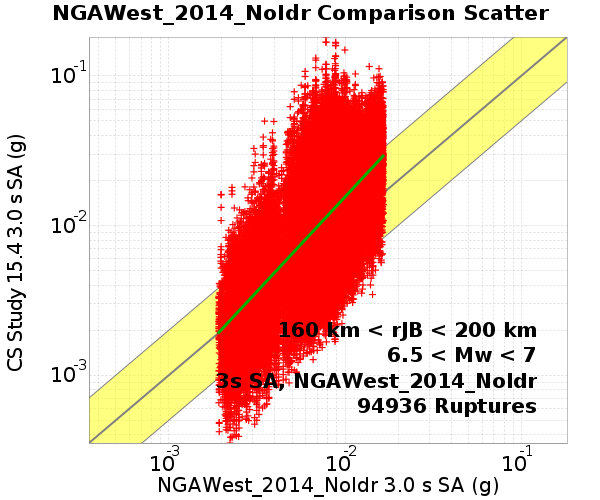 NGAWest_2014_NoIdr Comparison Scatter
CS Study 15.4 3.0 s SA (g)
10-1
10-2
10-3
160 km < rJB < 200 km
6.5 < Mw < 7
3s SA, NGAWest_2014_NoIdr
94936 Ruptures
10-3
10-2
10-1
NGAWest_2014_NoIdr 3.0 s SA (g)